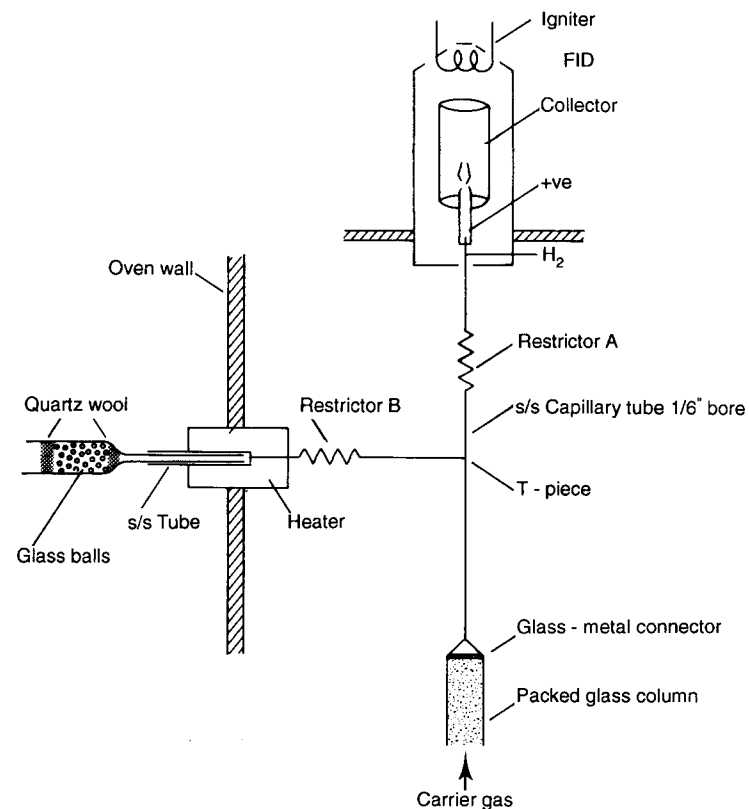 Igniter
FID
Collector
+ve
H₂
Oven wall
Restrictor A
Quartz wool
Restrictor B
s/s Capillary tube 1/6" bore
T - piece
s/s Tube
Heater
Glass balls
Glass - metal connector
Packed glass column
Carrier gas